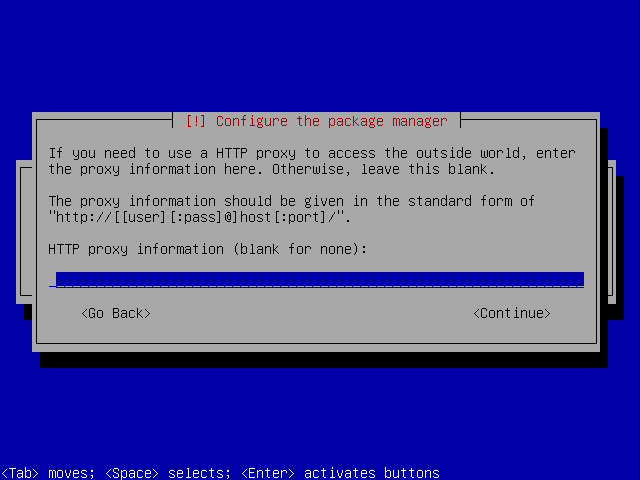 [!] Configure the package manager
If you need to use a HTTP proxy to access the outside world, enter
the proxy information here. Otherwise, leave this blank.
The proxy information should be given in the standard form of
"http://[[user][:pass]@]host[:port]/".
HTTP proxy information (blank for none):
<Go Back> <Continue>
<Tab> moves; <Space> selects; <Enter> activates buttons